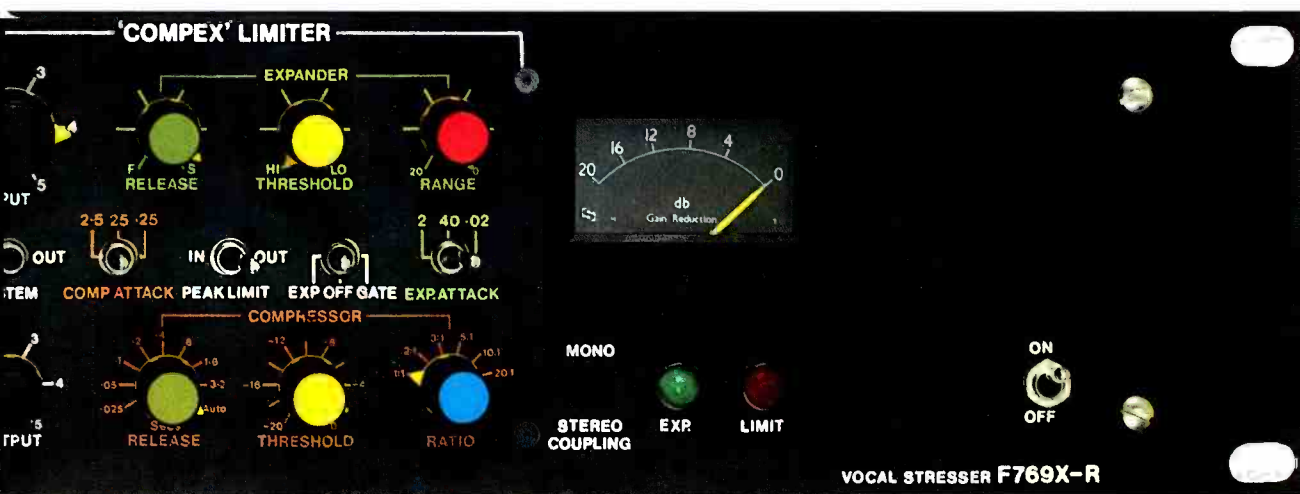 'COMPEX' LIMITER
EXPANDER
3
4
'5
PUT
F S
RELEASE
HI LO
THRESHOLD
20 0
RANGE
20 16 12 8 4 0
db
Gain Reduction
2·5 25 ·25
OUT
STEM
COMP ATTACK
IN OUT
PEAK LIMIT
EXP OFF GATE
2 40 ·02
EXP. ATTACK
COMPRESSOR
3
4
'5
TPUT
·025 ·05 ·1 ·2 ·4 ·8 ·1·6 3·2 Auto
Secs
RELEASE
-20 -16 -12 -8 -4 0
THRESHOLD
1:1 2:1 3:1 5:1 10:1 20:1
RATIO
MONO
STEREO
COUPLING
EXP.
LIMIT
ON
OFF
VOCAL STRESSER F769X-R